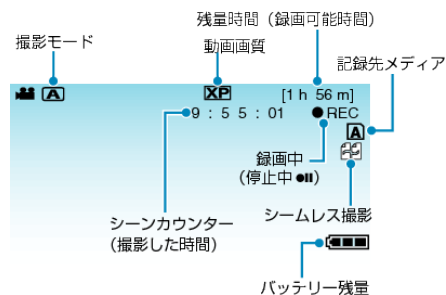 残量時間（録画可能時間）
撮影モード
動画画質
記録先メディア
A
XP
[1 h 56 m]
9 : 5 5 : 01
●REC
A
録画中
(停止中●II)
シーンカウンター
(撮影した時間)
シームレス撮影
バッテリー残量